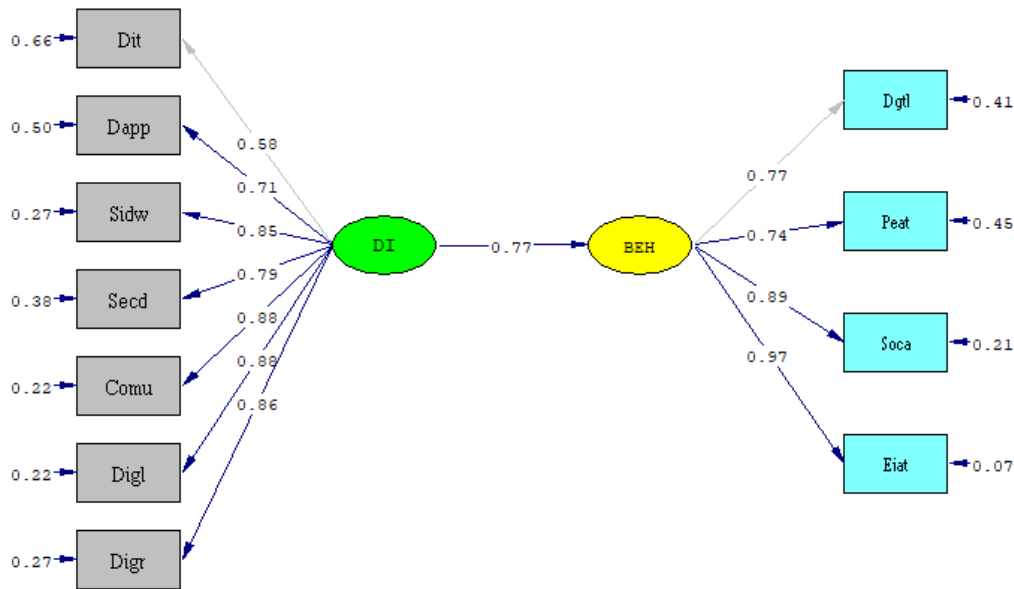 0.66
Dit
0.50
Dapp
0.27
Sidw
0.38
Secd
0.22
Comu
0.22
Digl
0.27
Digr
0.58
0.71
0.85
0.79
0.88
0.88
0.86
DI
0.77
BEH
0.77
0.74
0.89
0.97
Dgtl
0.41
Peat
0.45
Soca
0.21
Eiat
0.07